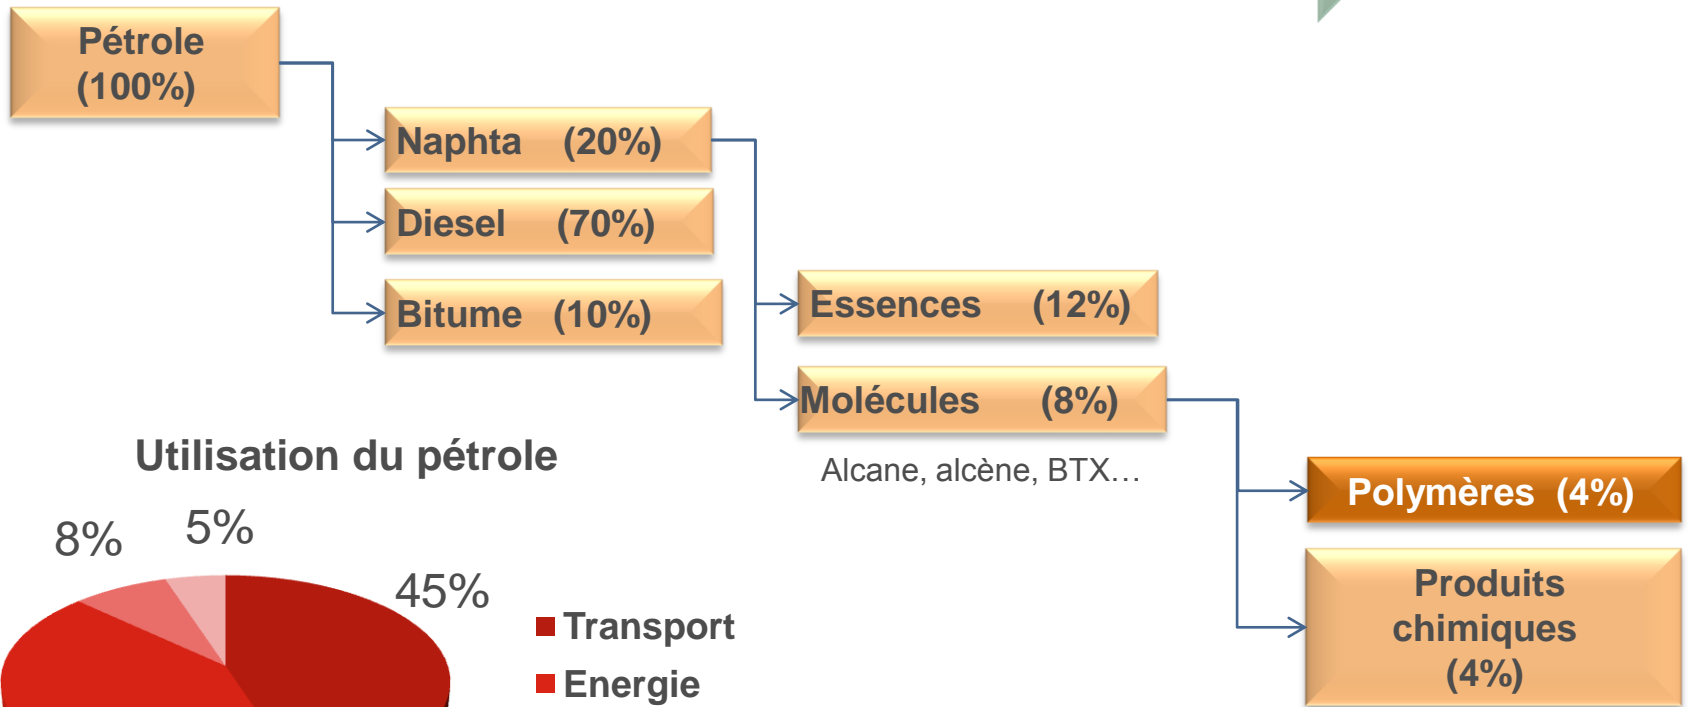 Pétrole
(100%)
Naphta (20%)
Diesel (70%)
Bitume (10%)
Essences (12%)
Molécules (8%)
Alcane, alcène, BTX…
Polymères (4%)
Produits
chimiques
(4%)
Utilisation du pétrole
8%
5%
45%
Transport
Energie